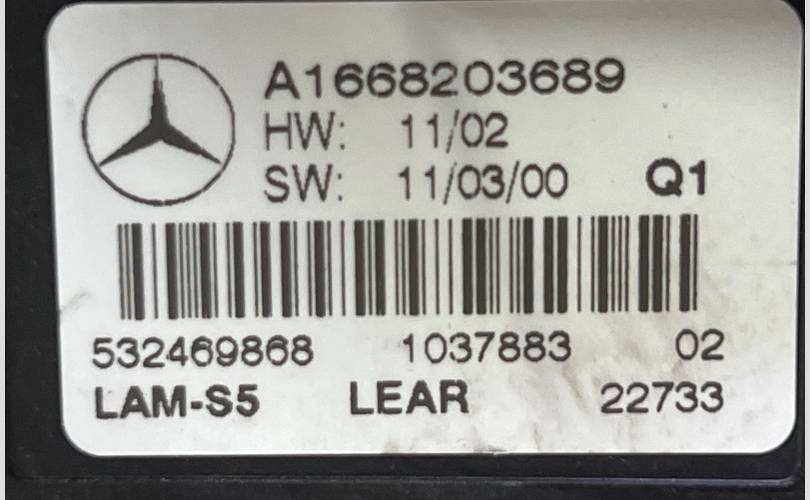 A1668203689
HW: 11/02
SW: 11/03/00 Q1
532469868 1037883 02
LAM-S5 LEAR 22733